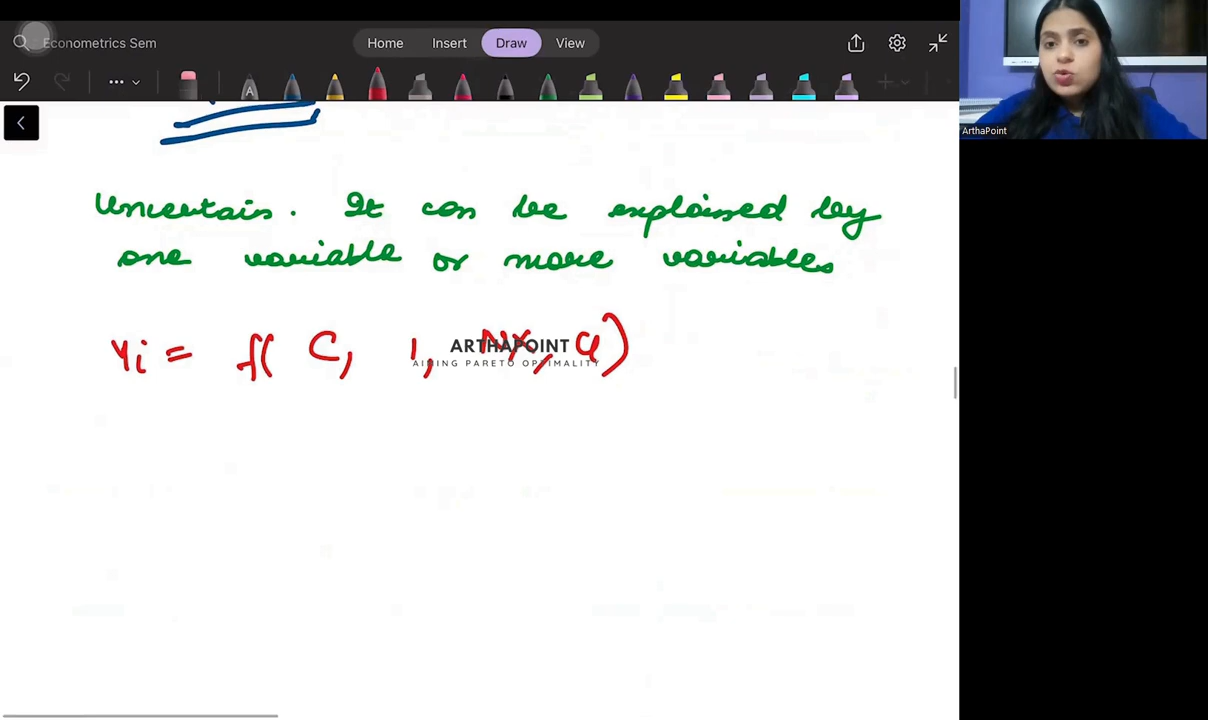 Econometrics Sem
Home Insert Draw View
A
ArthaPoint
Uncertain. It can be explained by
one variable or more variables
Yi = f( C, I, NX, G)
ARTHAPOINT
AIMING PARETO OPTIMALITY